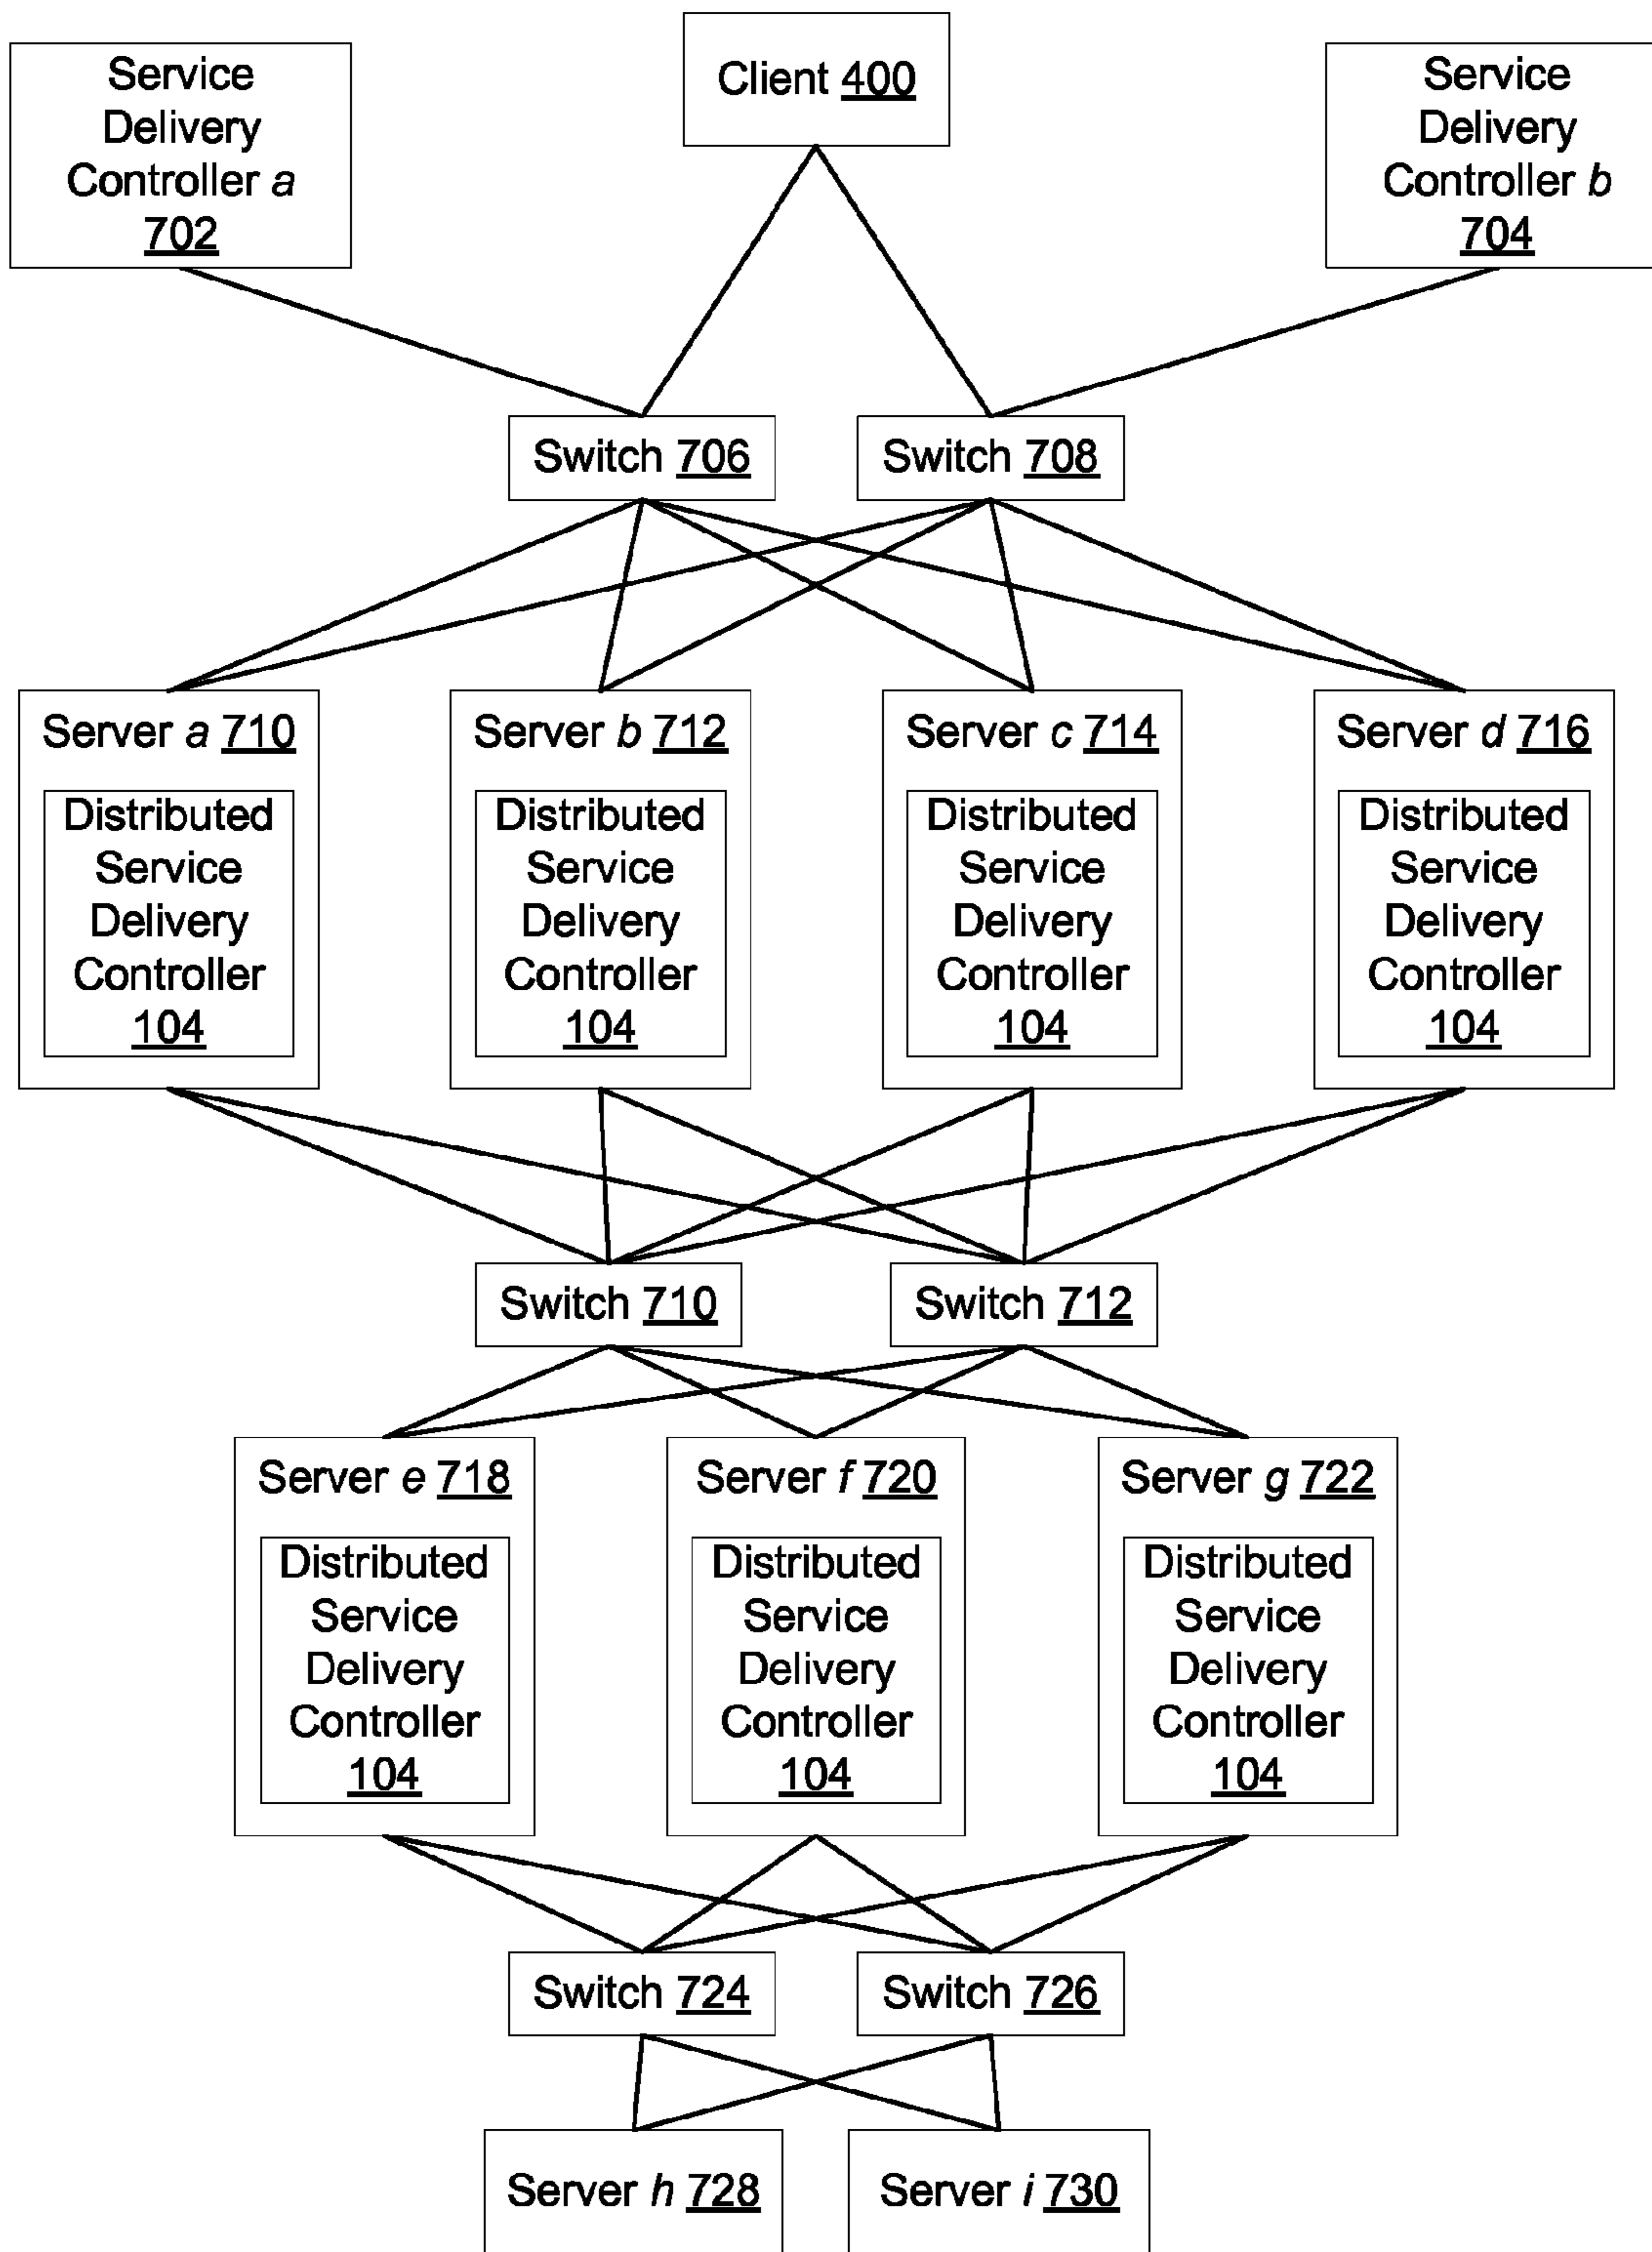 Service
Delivery
Controller a
702
Client 400
Service
Delivery
Controller b
704
Switch 706
Switch 708
Server a 710
Distributed
Service
Delivery
Controller
104
Server b 712
Distributed
Service
Delivery
Controller
104
Server c 714
Distributed
Service
Delivery
Controller
104
Server d 716
Distributed
Service
Delivery
Controller
104
Switch 710
Switch 712
Server e 718
Distributed
Service
Delivery
Controller
104
Server f 720
Distributed
Service
Delivery
Controller
104
Server g 722
Distributed
Service
Delivery
Controller
104
Switch 724
Switch 726
Server h 728
Server i 730